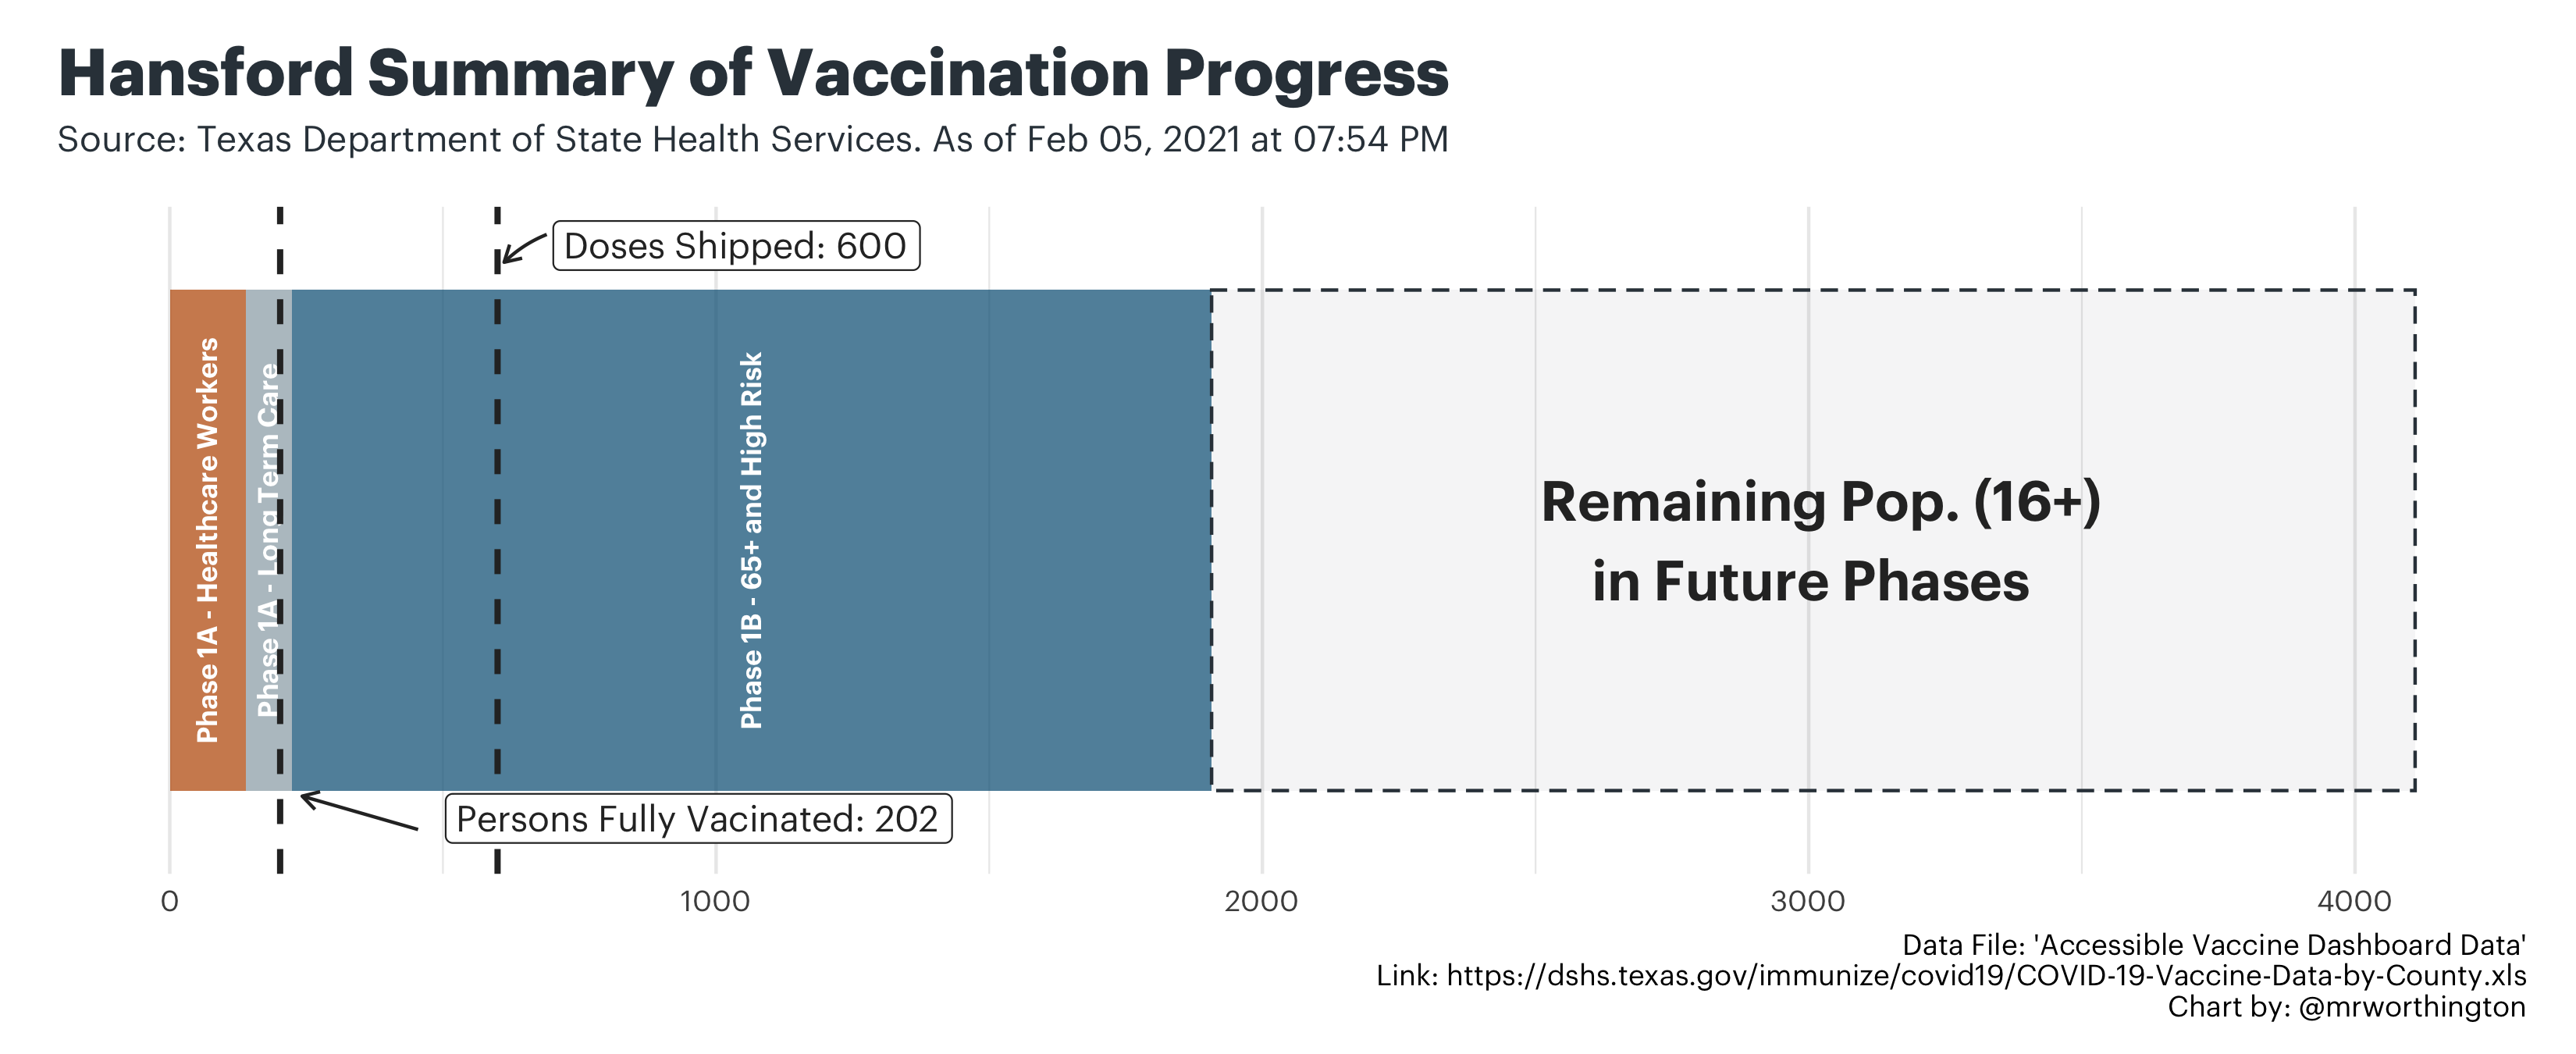 Hansford Summary of Vaccination Progress
Source: Texas Department of State Health Services. As of Feb 05, 2021 at 07:54 PM
Doses Shipped: 600
Phase 1A - Healthcare Workers
Phase 1A - Long Term Care
Phase 1B - 65+ and High Risk
Remaining Pop. (16+)
in Future Phases
Persons Fully Vacinated: 202
0 1000 2000 3000 4000
Data File: 'Accessible Vaccine Dashboard Data'
Link: https://dshs.texas.gov/immunize/covid19/COVID-19-Vaccine-Data-by-County.xls
Chart by: @mrworthington